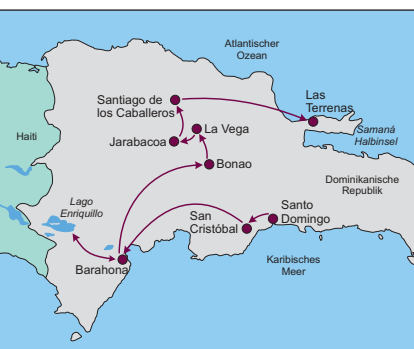 Atlantischer
Ozean
Santiago de
los Caballeros
Las
Terrenas
La Vega
Haiti
Jarabacoa
Samaná
Halbinsel
Bonao
Dominikanische
Republik
Lago
Enriquillo
San
Cristóbal
Santo
Domingo
Barahona
Karibisches
Meer